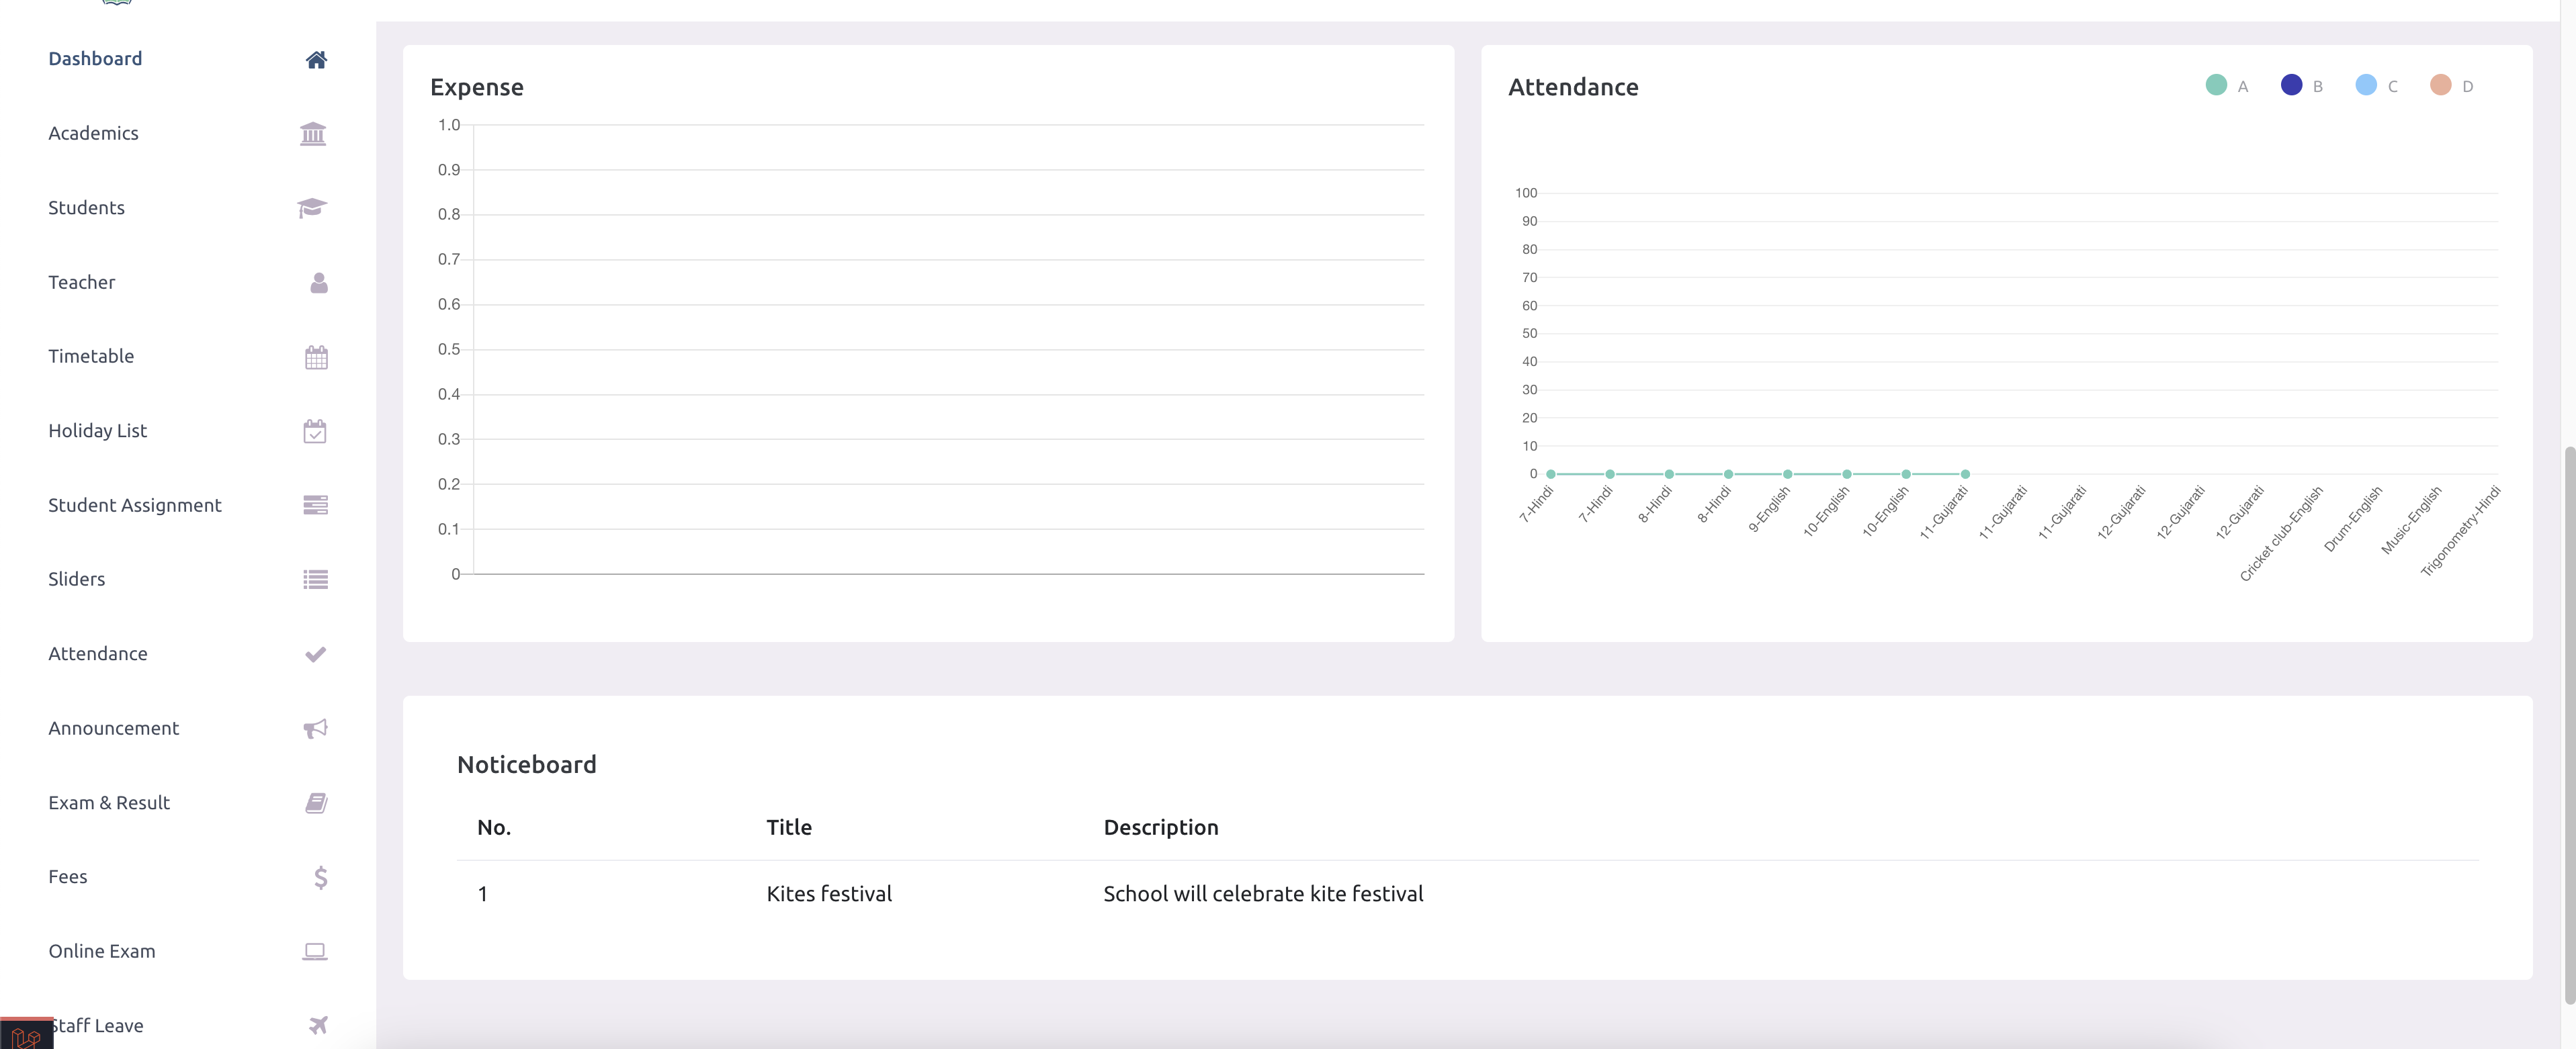 Dashboard
Academics
Students
Teacher
Timetable
Holiday List
Student Assignment
Sliders
Attendance
Announcement
Exam & Result
Fees
Online Exam
Staff Leave
Expense
1.0
0.9
0.8
0.7
0.6
0.5
0.4
0.3
0.2
0.1
0
Attendance
A B C D
100
90
80
70
60
50
40
30
20
10
0
7-Hindi
7-Hindi
8-Hindi
8-Hindi
9-English
10-English
10-English
11-Gujarati
11-Gujarati
11-Gujarati
12-Gujarati
12-Gujarati
12-Gujarati
Cricket club-English
Drum-English
Music-English
Trigonometry-Hindi
Noticeboard
No. Title Description
1 Kites festival School will celebrate kite festival